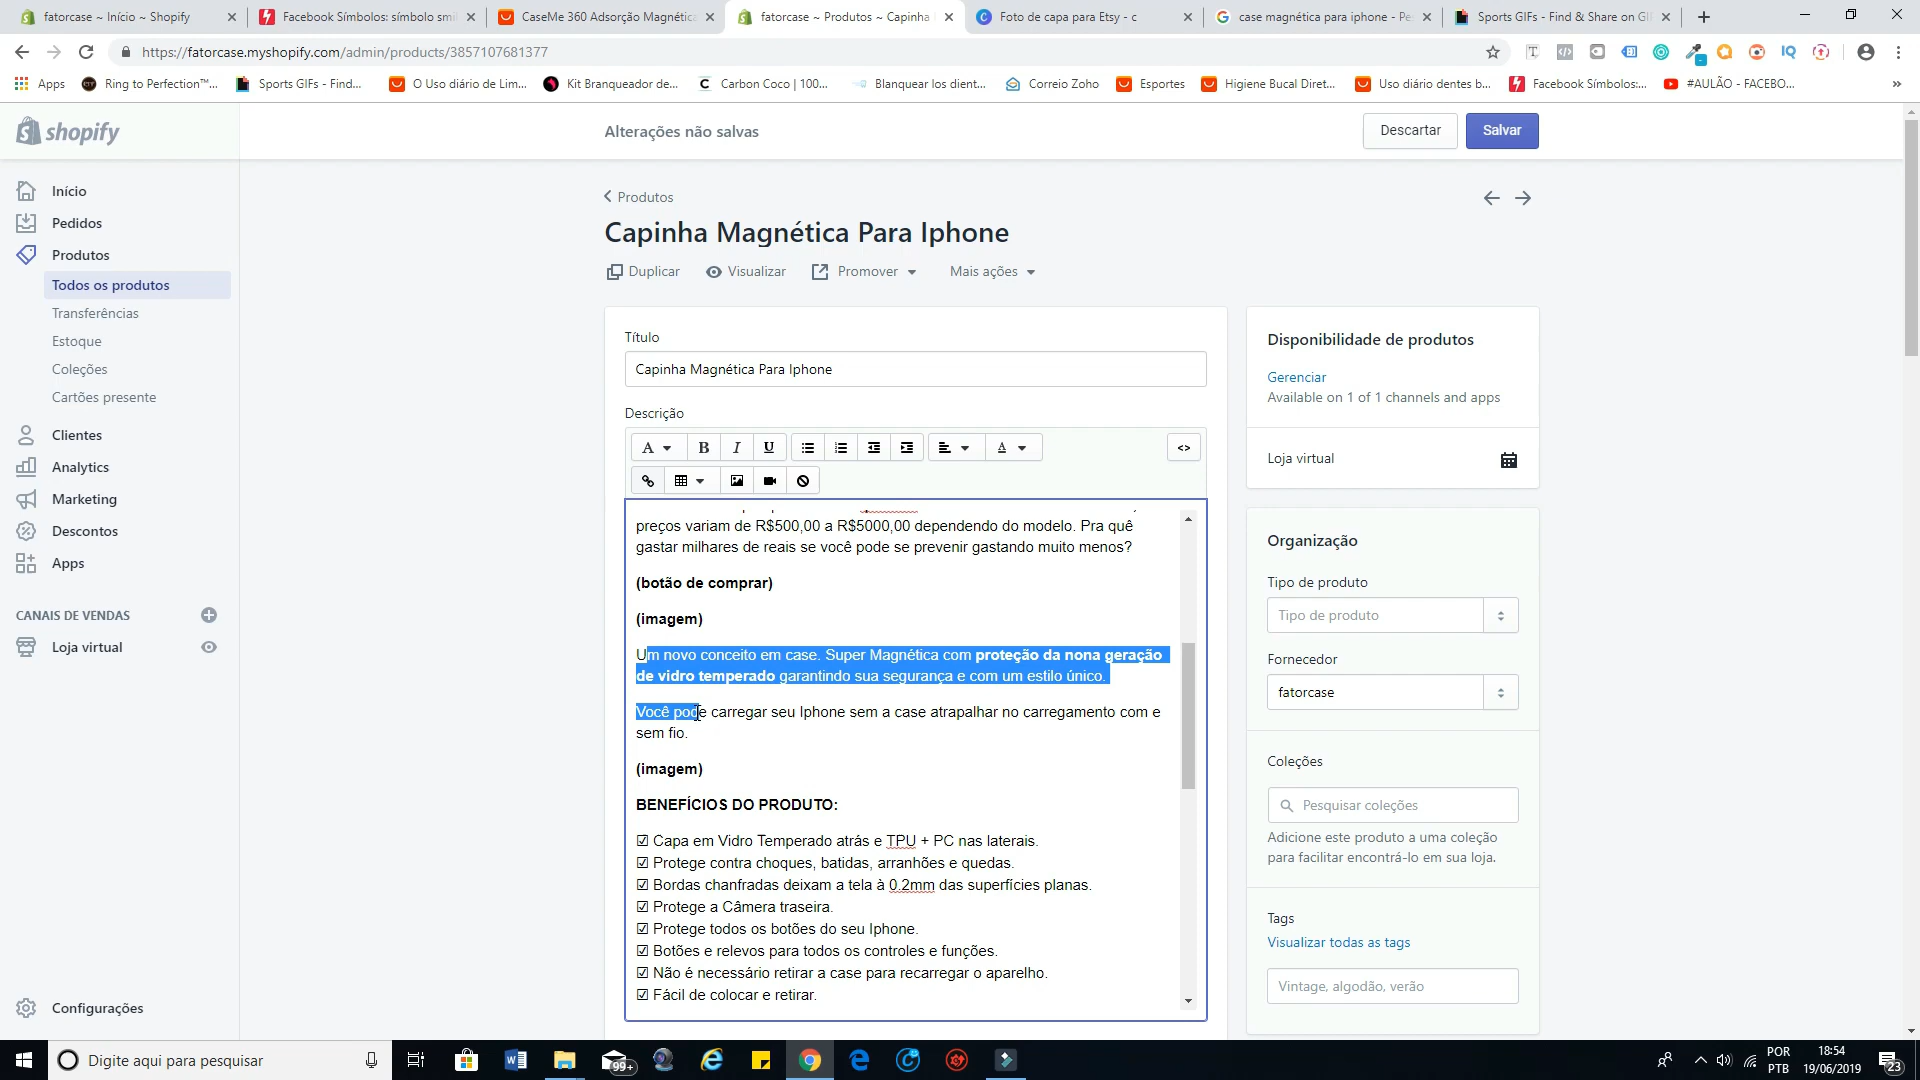 fatorcase ~ Início ~ Shopify
Facebook Símbolos: símbolo smi
CaseMe 360 Adsorção Magnética
fatorcase ~ Produtos ~ Capinha
Foto de capa para Etsy - c
case magnética para iphone - Pe
Sports GIFs - Find & Share on GI
https://fatorcase.myshopify.com/admin/products/3857107681377
Apps
Ring to Perfection™...
Sports GIFs - Find...
O Uso diário de Lim...
Kit Branqueador de...
Carbon Coco | 100...
Blanquear los dient...
Correio Zoho
Esportes
Higiene Bucal Diret...
Uso diário dentes b...
Facebook Símbolos:...
#AULÃO - FACEBO...
shopify
Alterações não salvas
Descartar
Salvar
Início
Pedidos
Produtos
Todos os produtos
Transferências
Estoque
Coleções
Cartões presente
Clientes
Analytics
Marketing
Descontos
Apps
CANAIS DE VENDAS
Loja virtual
Configurações
Produtos
Capinha Magnética Para Iphone
Duplicar
Visualizar
Promover
Mais ações
Título
Capinha Magnética Para Iphone
Descrição
preços variam de R$500,00 a R$5000,00 dependendo do modelo. Pra quê
gastar milhares de reais se você pode se prevenir gastando muito menos?
(botão de comprar)
(imagem)
Um novo conceito em case. Super Magnética com proteção da nona geração
de vidro temperado garantindo sua segurança e com um estilo único.
Você pode carregar seu Iphone sem a case atrapalhar no carregamento com e
sem fio.
(imagem)
BENEFÍCIOS DO PRODUTO:
☑ Capa em Vidro Temperado atrás e TPU + PC nas laterais.
☑ Protege contra choques, batidas, arranhões e quedas.
☑ Bordas chanfradas deixam a tela à 0.2mm das superfícies planas.
☑ Protege a Câmera traseira.
☑ Protege todos os botões do seu Iphone.
☑ Botões e relevos para todos os controles e funções.
☑ Não é necessário retirar a case para recarregar o aparelho.
☑ Fácil de colocar e retirar.
Disponibilidade de produtos
Gerenciar
Available on 1 of 1 channels and apps
Loja virtual
Organização
Tipo de produto
Tipo de produto
Fornecedor
fatorcase
Coleções
Pesquisar coleções
Adicione este produto a uma coleção
para facilitar encontrá-lo em sua loja.
Tags
Visualizar todas as tags
Vintage, algodão, verão
Digite aqui para pesquisar
99+
POR
PTB
18:54
19/06/2019
23